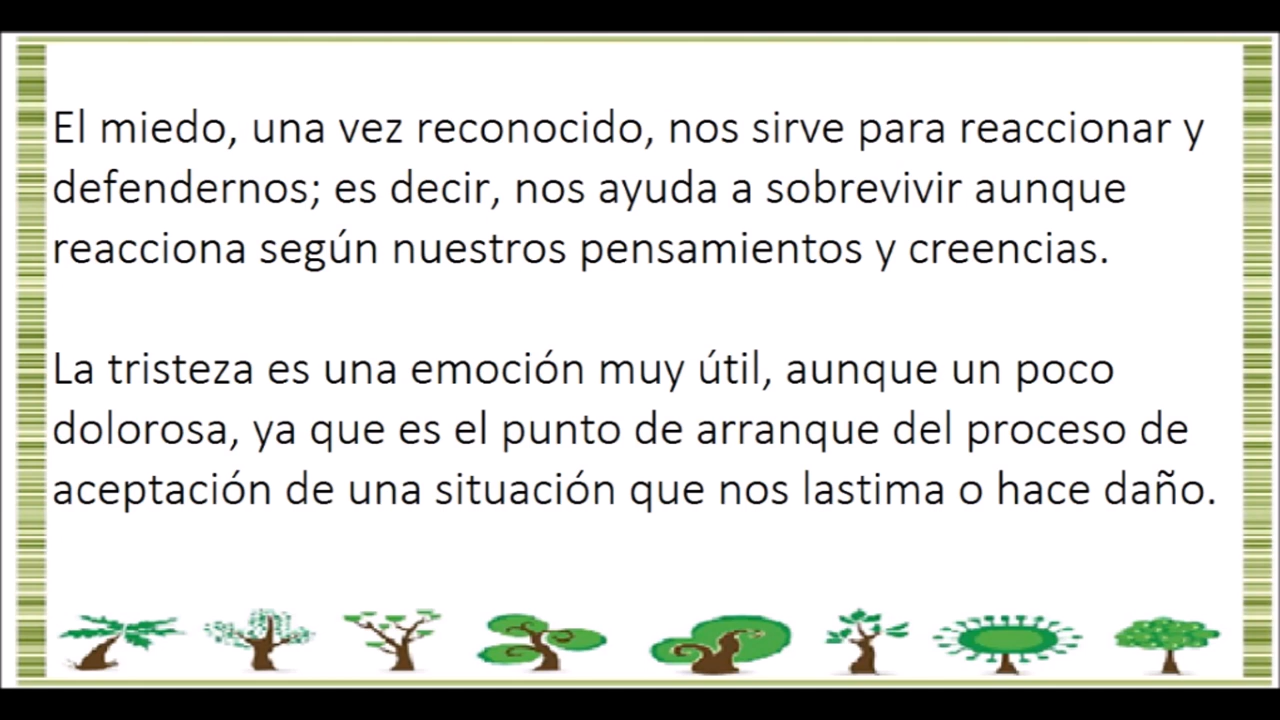 El miedo, una vez reconocido, nos sirve para reaccionar y
defendernos; es decir, nos ayuda a sobrevivir aunque
reacciona según nuestros pensamientos y creencias.
La tristeza es una emoción muy útil, aunque un poco
dolorosa, ya que es el punto de arranque del proceso de
aceptación de una situación que nos lastima o hace daño.